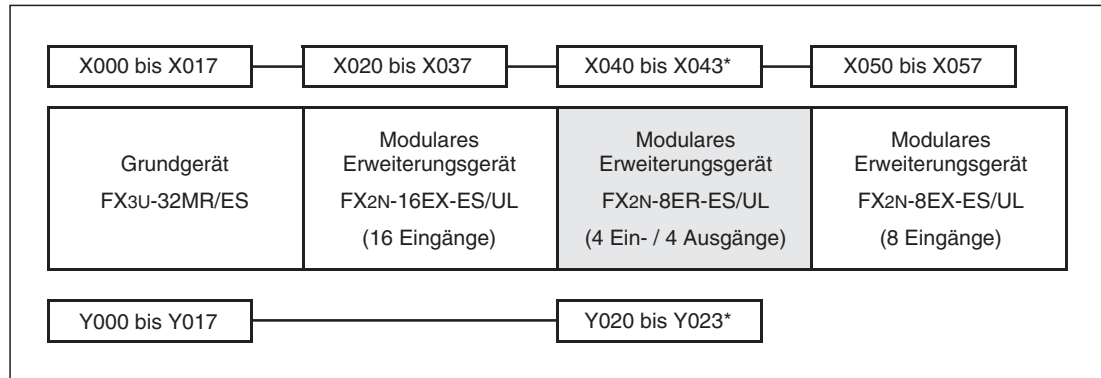 X000 bis X017
X020 bis X037
X040 bis X043*
X050 bis X057
Grundgerät
FX3U-32MR/ES
Modulares
Erweiterungsgerät
FX2N-16EX-ES/UL
(16 Eingänge)
Modulares
Erweiterungsgerät
FX2N-8ER-ES/UL
(4 Ein- / 4 Ausgänge)
Modulares
Erweiterungsgerät
FX2N-8EX-ES/UL
(8 Eingänge)
Y000 bis Y017
Y020 bis Y023*